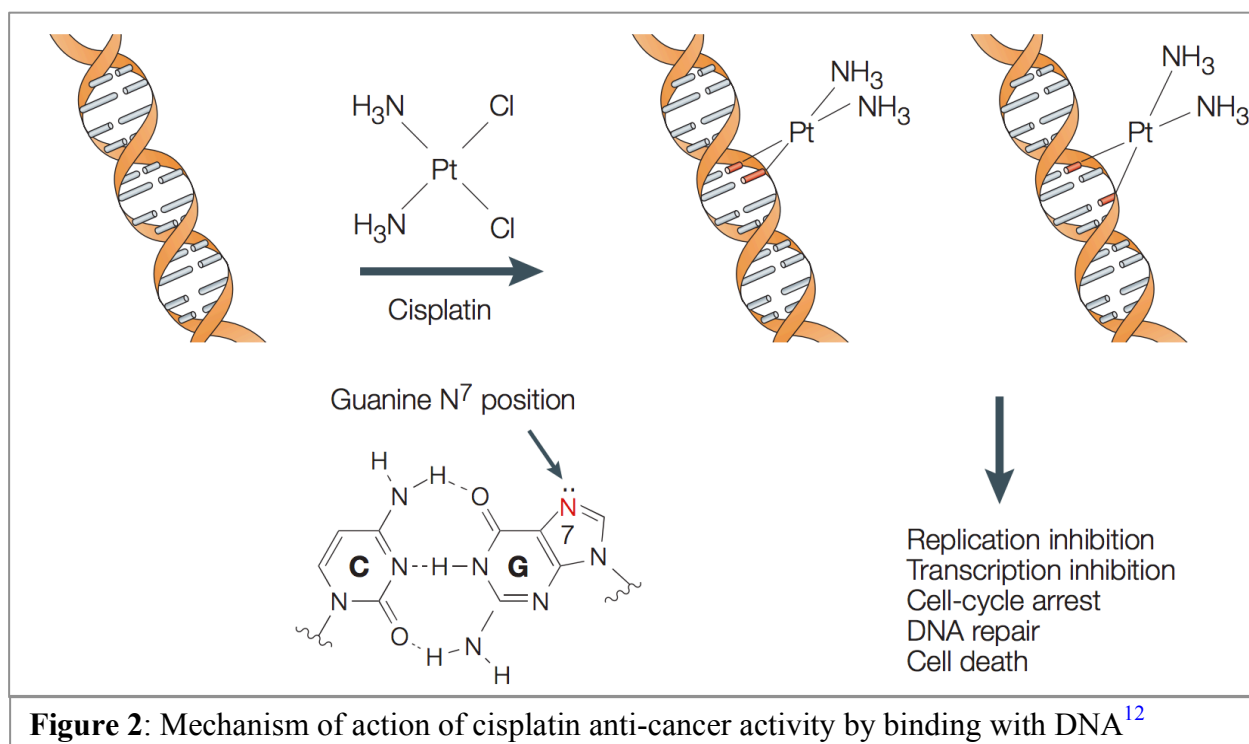 H₃N
Cl
Pt
H₃N
Cl
Cisplatin
NH₃
NH₃
Pt
NH₃
NH₃
Pt
Guanine N⁷ position
H
H
N
O
N
7
C
N
H
N
G
N
N
O
H
N
N
H
Replication inhibition
Transcription inhibition
Cell-cycle arrest
DNA repair
Cell death
Figure 2: Mechanism of action of cisplatin anti-cancer activity by binding with DNA¹²